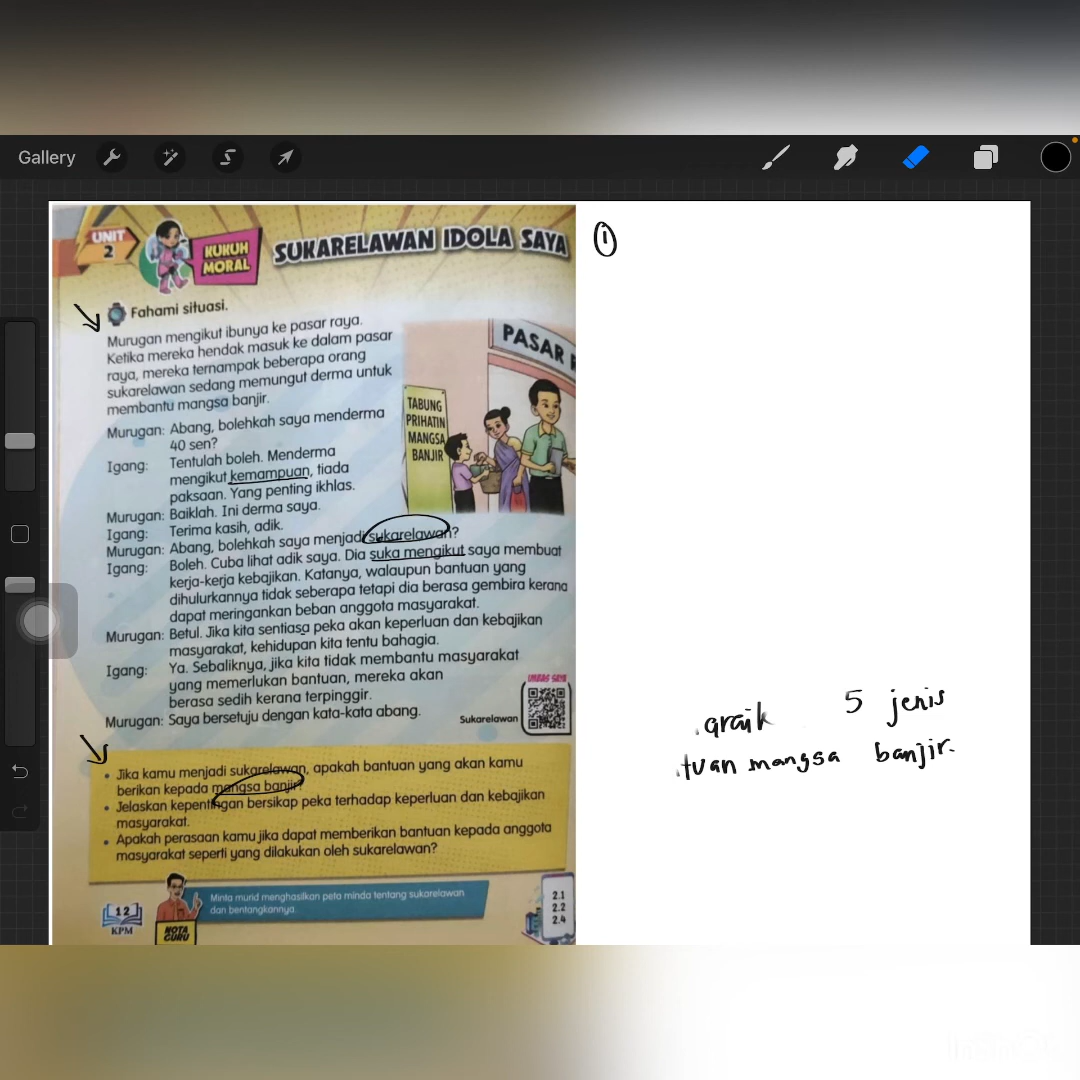 Gallery
UNIT
2
KUKUH
MORAL
SUKARELAWAN IDOLA SAYA
Fahami situasi.
Murugan mengikut ibunya ke pasar raya.
Ketika mereka hendak masuk ke dalam pasar
raya, mereka ternampak beberapa orang
sukarelawan sedang memungut derma untuk
membantu mangsa banjir.
PASAR
TABUNG
PRIHATIN
MANGSA
BANJIR
Murugan: Abang, bolehkah saya menderma
40 sen?
Igang: Tentulah boleh. Menderma
mengikut kemampuan, tiada
paksaan. Yang penting ikhlas.
Murugan: Baiklah. Ini derma saya.
Igang: Terima kasih, adik.
Murugan: Abang, bolehkah saya menjadi sukarelawan?
Igang: Boleh. Cuba lihat adik saya. Dia suka mengikut saya membuat
kerja-kerja kebajikan. Katanya, walaupun bantuan yang
dihulurkannya tidak seberapa tetapi dia berasa gembira kerana
dapat meringankan beban anggota masyarakat.
Murugan: Betul. Jika kita sentiasa peka akan keperluan dan kebajikan
masyarakat, kehidupan kita tentu bahagia.
Igang: Ya. Sebaliknya, jika kita tidak membantu masyarakat
yang memerlukan bantuan, mereka akan
berasa sedih kerana terpinggir.
Murugan: Saya bersetuju dengan kata-kata abang.
IMBAS SAYA
Sukarelawan
• Jika kamu menjadi sukarelawan, apakah bantuan yang akan kamu
berikan kepada mangsa banjir?
• Jelaskan kepentingan bersikap peka terhadap keperluan dan kebajikan
masyarakat.
• Apakah perasaan kamu jika dapat memberikan bantuan kepada anggota
masyarakat seperti yang dilakukan oleh sukarelawan?
12
KPM
NOTA
GURU
Minta murid menghasilkan peta minda tentang sukarelawan
dan bentangkannya.
2.1
2.2
2.4
1
araik 5 jenis
tuan mangsa banjir.